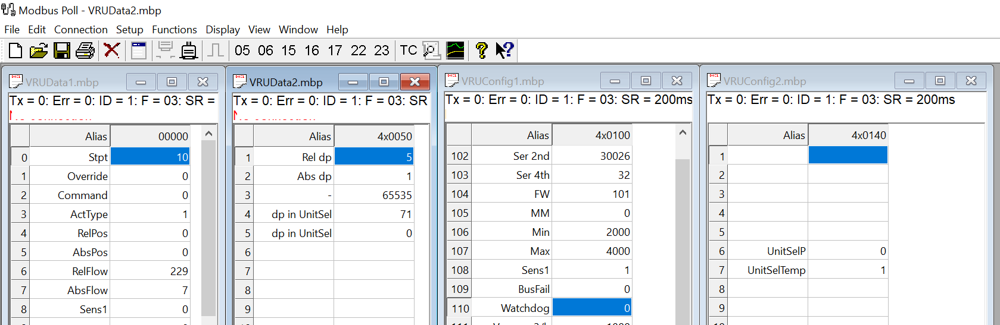 Modbus Poll - VRUData2.mbp
File Edit Connection Setup Functions Display View Window Help
05 06 15 16 17 22 23 TC
VRUData1.mbp
Tx = 0: Err = 0: ID = 1: F = 03: SR =
Alias 00000
0 Stpt 10
1 Override 0
2 Command 0
3 ActType 1
4 RelPos 0
5 AbsPos 0
6 RelFlow 229
7 AbsFlow 7
8 Sens1 0
VRUData2.mbp
Tx = 0: Err = 0: ID = 1: F = 03: SR
Alias 4x0050
1 Rel dp 5
2 Abs dp 1
3 - 65535
4 dp in UnitSel 71
5 dp in UnitSel 0
6
7
8
9
VRUConfig1.mbp
Tx = 0: Err = 0: ID = 1: F = 03: SR = 200ms
Alias 4x0100
102 Ser 2nd 30026
103 Ser 4th 32
104 FW 101
105 MM 0
106 Min 2000
107 Max 4000
108 Sens1 1
109 BusFail 0
110 Watchdog 0
VRUConfig2.mbp
Tx = 0: Err = 0: ID = 1: F = 03: SR = 200ms
Alias 4x0140
1
2
3
4
5
6 UnitSelP 0
7 UnitSelTemp 1
8
9